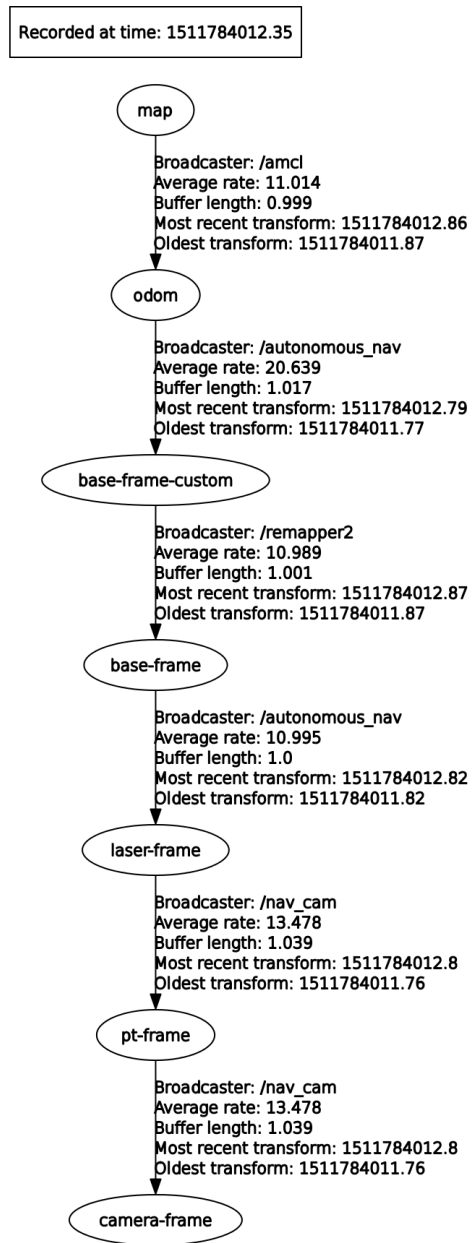 Recorded at time: 1511784012.35
map
Broadcaster: /amcl
Average rate: 11.014
Buffer length: 0.999
Most recent transform: 1511784012.86
Oldest transform: 1511784011.87
odom
Broadcaster: /autonomous_nav
Average rate: 20.639
Buffer length: 1.017
Most recent transform: 1511784012.79
Oldest transform: 1511784011.77
base-frame-custom
Broadcaster: /remapper2
Average rate: 10.989
Buffer length: 1.001
Most recent transform: 1511784012.87
Oldest transform: 1511784011.87
base-frame
Broadcaster: /autonomous_nav
Average rate: 10.995
Buffer length: 1.0
Most recent transform: 1511784012.82
Oldest transform: 1511784011.82
laser-frame
Broadcaster: /nav_cam
Average rate: 13.478
Buffer length: 1.039
Most recent transform: 1511784012.8
Oldest transform: 1511784011.76
pt-frame
Broadcaster: /nav_cam
Average rate: 13.478
Buffer length: 1.039
Most recent transform: 1511784012.8
Oldest transform: 1511784011.76
camera-frame